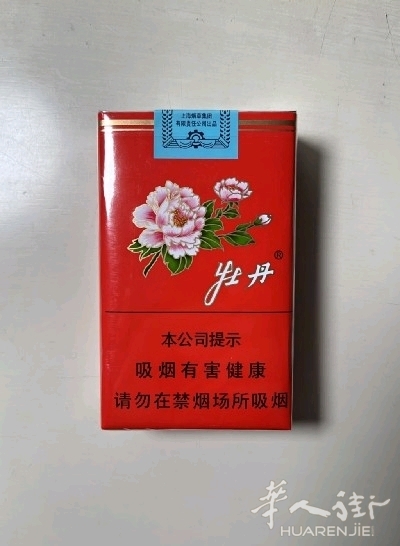 上海烟草集团
有限责任公司出品
牡丹®
本公司提示
吸烟有害健康
请勿在禁烟场所吸烟
华人街
HUARENJIE